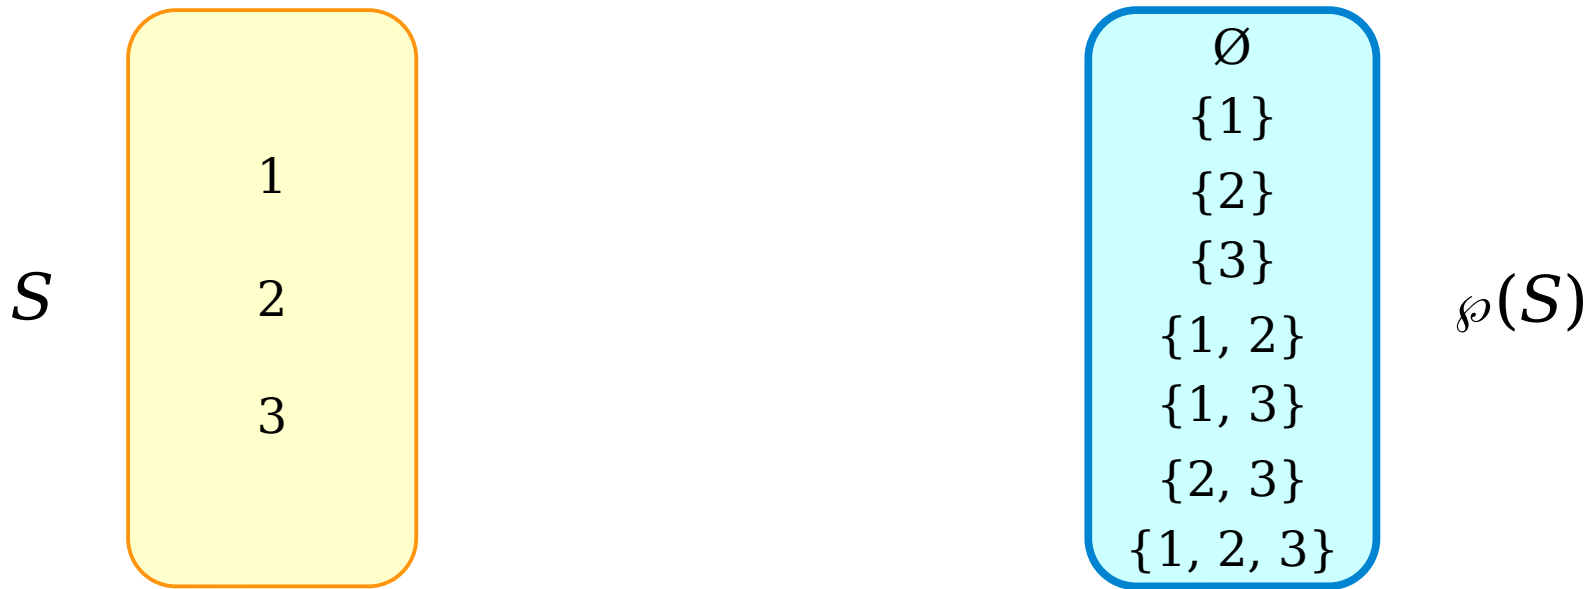 S
1
2
3
Ø
{1}
{2}
{3}
{1, 2}
{1, 3}
{2, 3}
{1, 2, 3}
℘(S)